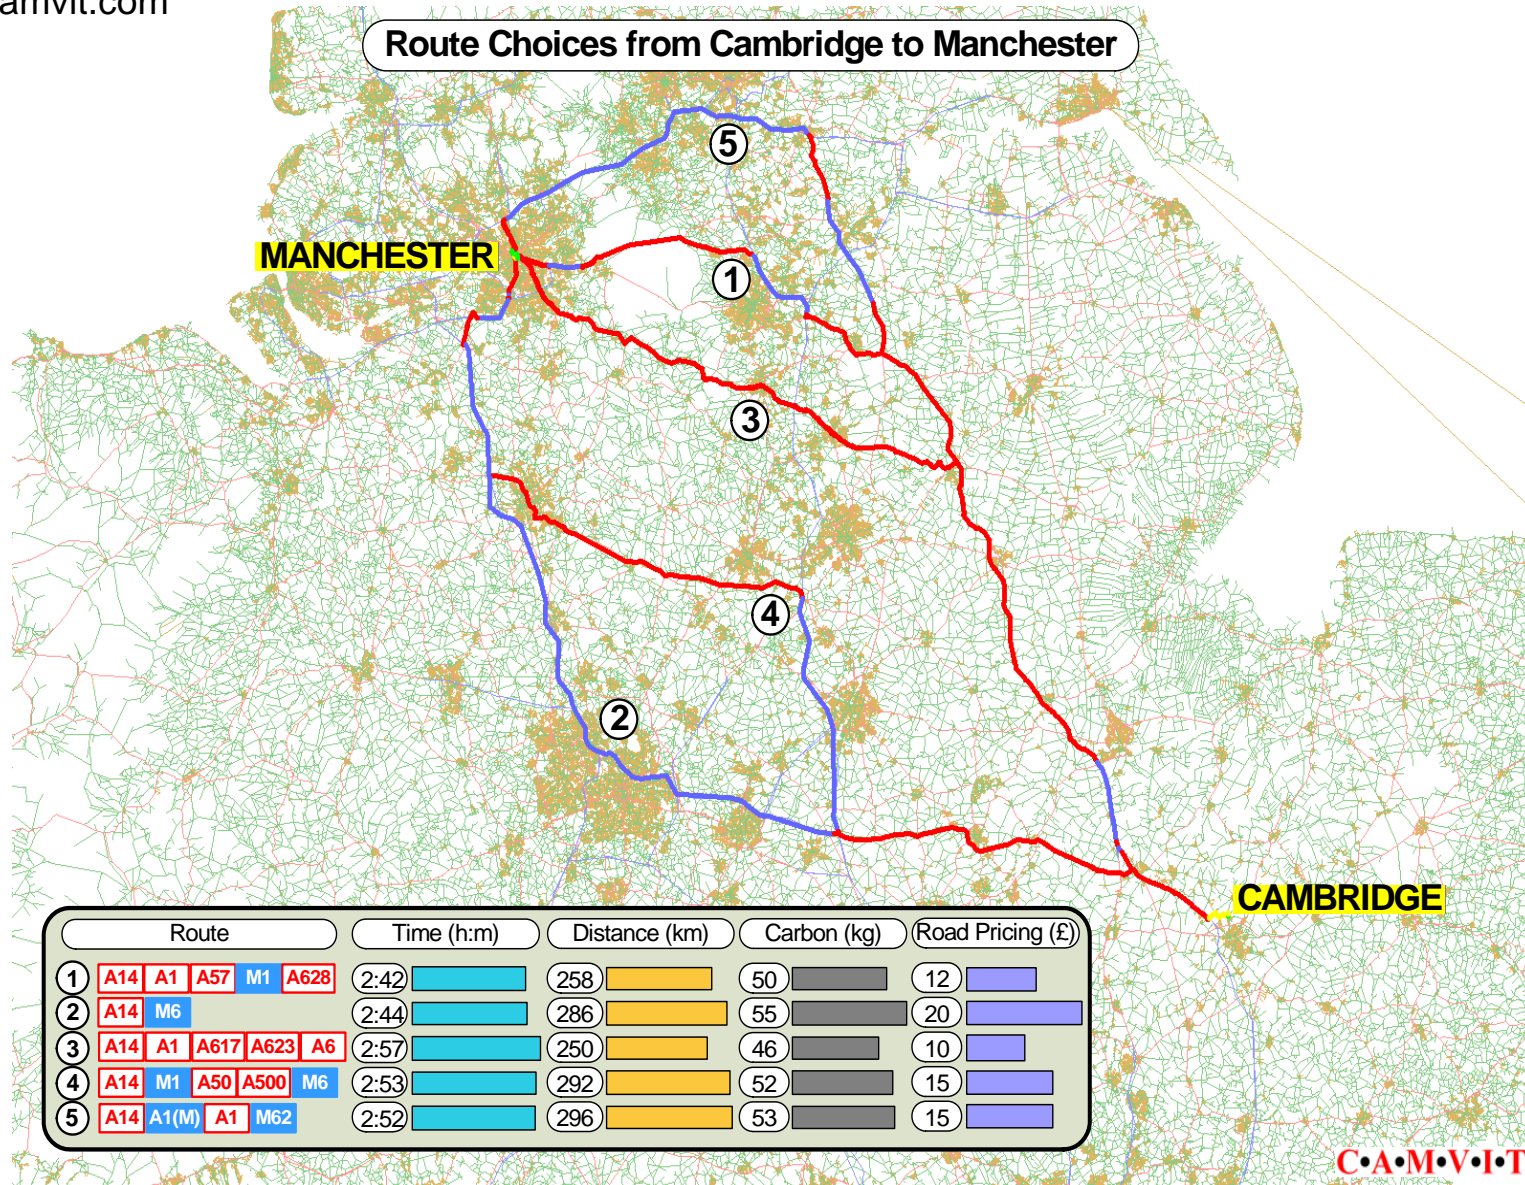 amvit.com
Route Choices from Cambridge to Manchester
5
MANCHESTER
1
3
4
2
CAMBRIDGE
Route Time (h:m) Distance (km) Carbon (kg) Road Pricing (£)
1 A14 A1 A57 M1 A628 2:42 258 50 12
2 A14 M6 2:44 286 55 20
3 A14 A1 A617 A623 A6 2:57 250 46 10
4 A14 M1 A50 A500 M6 2:53 292 52 15
5 A14 A1(M) A1 M62 2:52 296 53 15
C•A•M•V•I•T